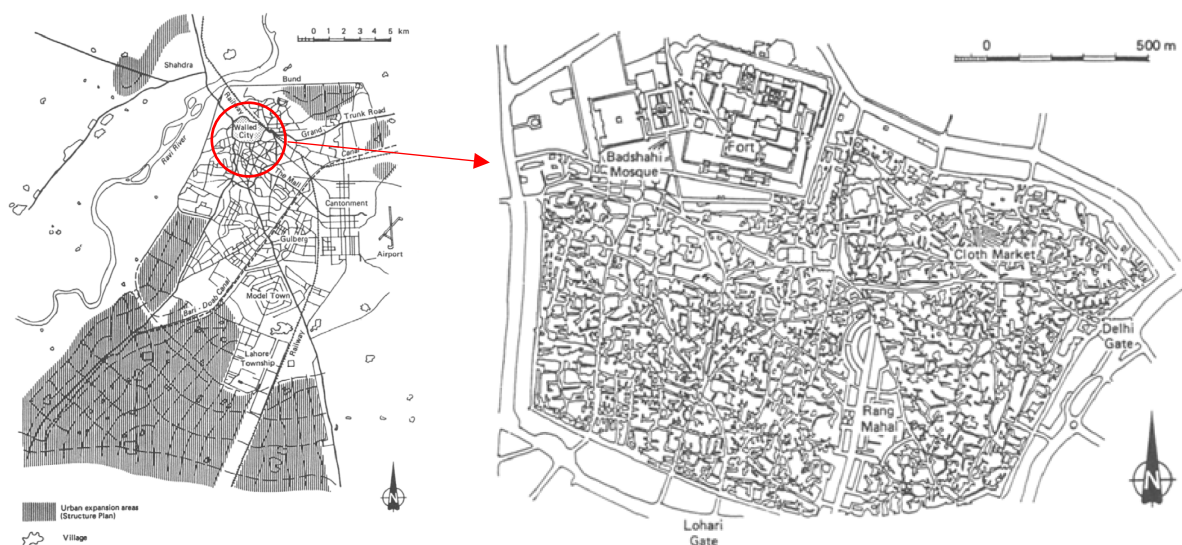 0 1 2 3 4 5 km
Shahdra
Bund
Railway
Walled
City
Grand Trunk Road
Canal
Ravi River
The Mall
Cantonment
Gulberg
Airport
Model Town
Bari - Doab Canal
Lahore
Township
Railway
N
Urban expansion areas
(Structure Plan)
Village
0 500 m
Fort
Badshahi
Mosque
Cloth Market
Delhi
Gate
Rang
Mahal
N
Lohari
Gate